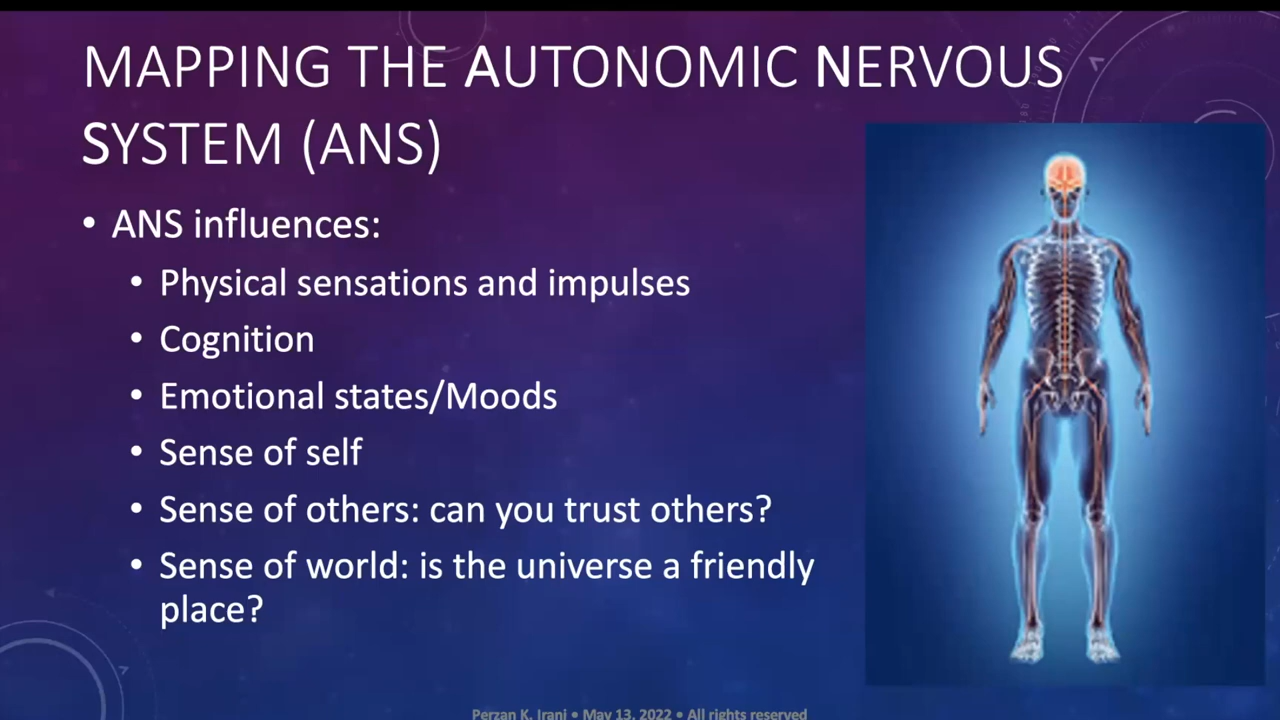 MAPPING THE AUTONOMIC NERVOUS
SYSTEM (ANS)
• ANS influences:
• Physical sensations and impulses
• Cognition
• Emotional states/Moods
• Sense of self
• Sense of others: can you trust others?
• Sense of world: is the universe a friendly
place?
Perzan K. Irani • May 13, 2022 • All rights reserved